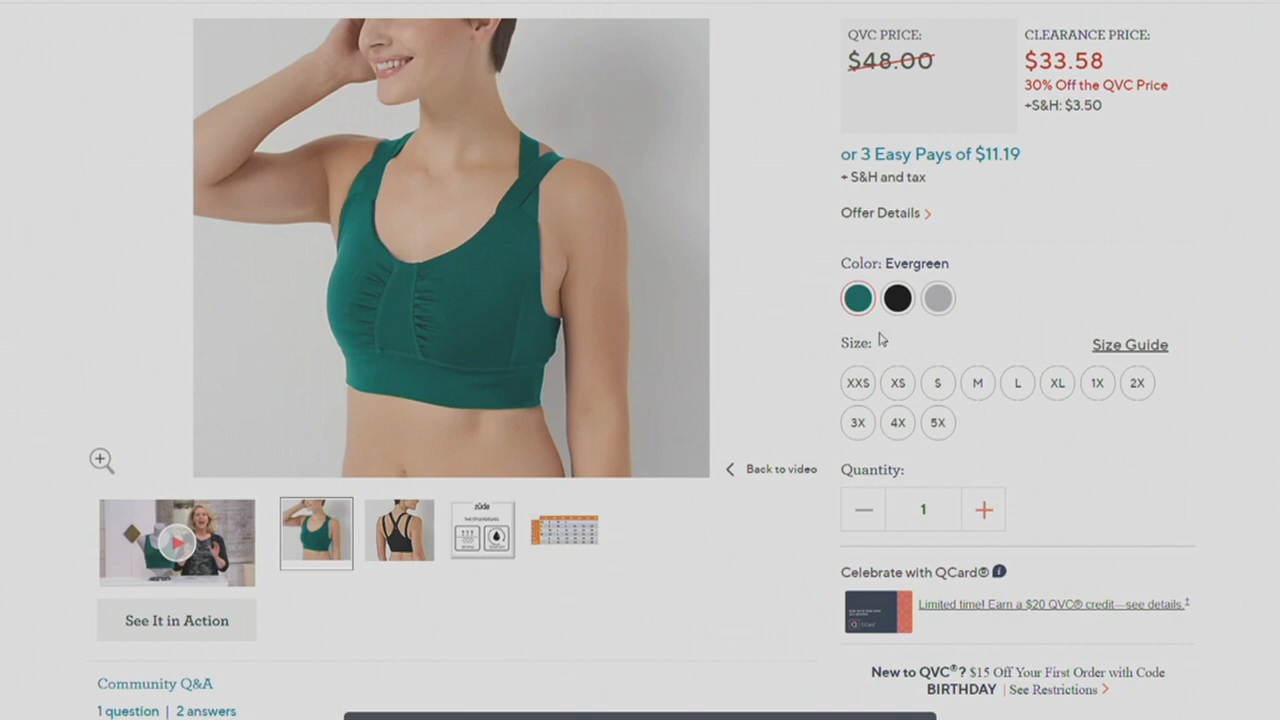 QVC PRICE:
$48.00
CLEARANCE PRICE:
$33.58
30% Off the QVC Price
+S&H: $3.50
or 3 Easy Pays of $11.19
+ S&H and tax
Offer Details
Color: Evergreen
Size:
Size Guide
XXS XS S M L XL 1X 2X
3X 4X 5X
Back to video
Quantity:
1
züda
See It in Action
Celebrate with QCard®
Limited time! Earn a $20 QVC® credit—see details.‡
New to QVC®? $15 Off Your First Order with Code
BIRTHDAY | See Restrictions
Community Q&A
1 question | 2 answers